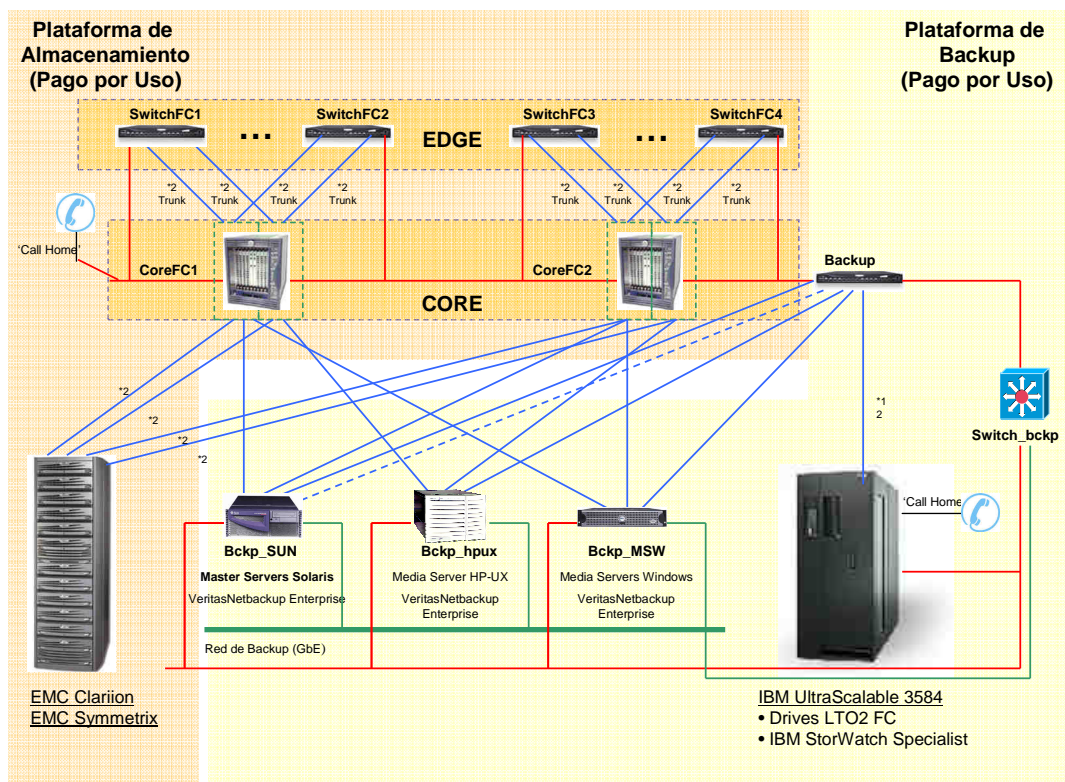 Plataforma de
Almacenamiento
(Pago por Uso)
Plataforma de
Backup
(Pago por Uso)
SwitchFC1
...
SwitchFC2
EDGE
SwitchFC3
...
SwitchFC4
*2
Trunk
*2
Trunk
*2
Trunk
*2
Trunk
*2
Trunk
*2
Trunk
*2
Trunk
*2
Trunk
'Call Home'
CoreFC1
CORE
CoreFC2
Backup
*2
*2
*2
*2
*1
2
Switch_bckp
'Call Home'
Bckp_SUN
Master Servers Solaris
VeritasNetbackup Enterprise
Bckp_hpux
Media Server HP-UX
VeritasNetbackup
Enterprise
Bckp_MSW
Media Servers Windows
VeritasNetbackup
Enterprise
Red de Backup (GbE)
EMC Clariion
EMC Symmetrix
IBM UltraScalable 3584
• Drives LTO2 FC
• IBM StorWatch Specialist